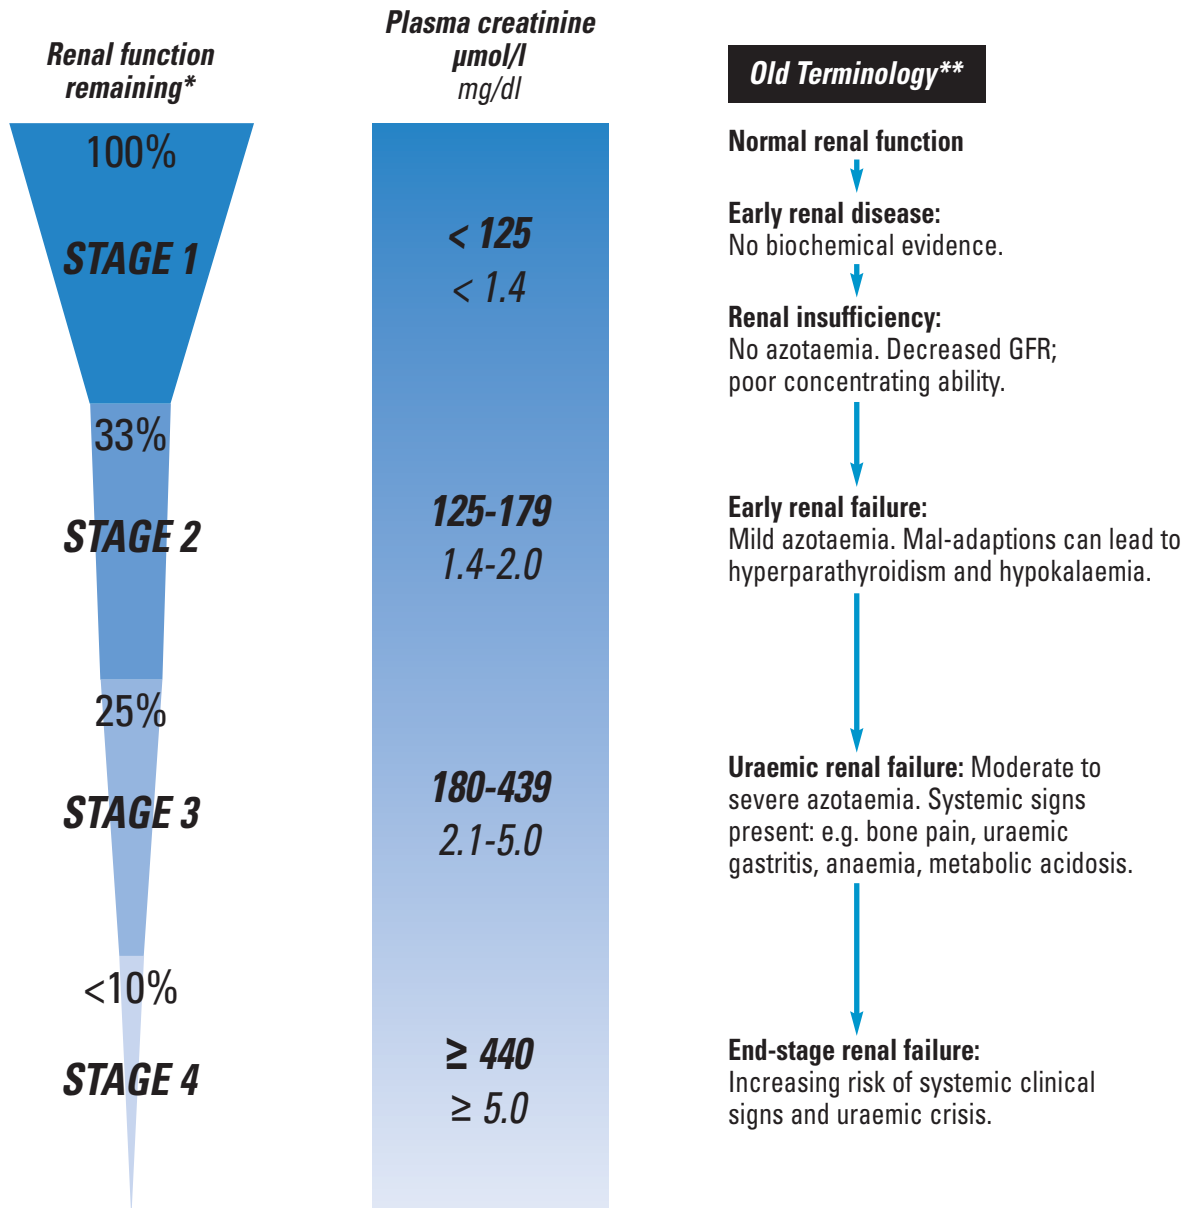 Renal function
remaining*
100%
STAGE 1
33%
STAGE 2
25%
STAGE 3
<10%
STAGE 4
Plasma creatinine
µmol/l
mg/dl
< 125
< 1.4
125-179
1.4-2.0
180-439
2.1-5.0
≥ 440
≥ 5.0
Old Terminology**
Normal renal function
Early renal disease:
No biochemical evidence.
Renal insufficiency:
No azotaemia. Decreased GFR;
poor concentrating ability.
Early renal failure:
Mild azotaemia. Mal-adaptions can lead to
hyperparathyroidism and hypokalaemia.
Uraemic renal failure: Moderate to
severe azotaemia. Systemic signs
present: e.g. bone pain, uraemic
gastritis, anaemia, metabolic acidosis.
End-stage renal failure:
Increasing risk of systemic clinical
signs and uraemic crisis.